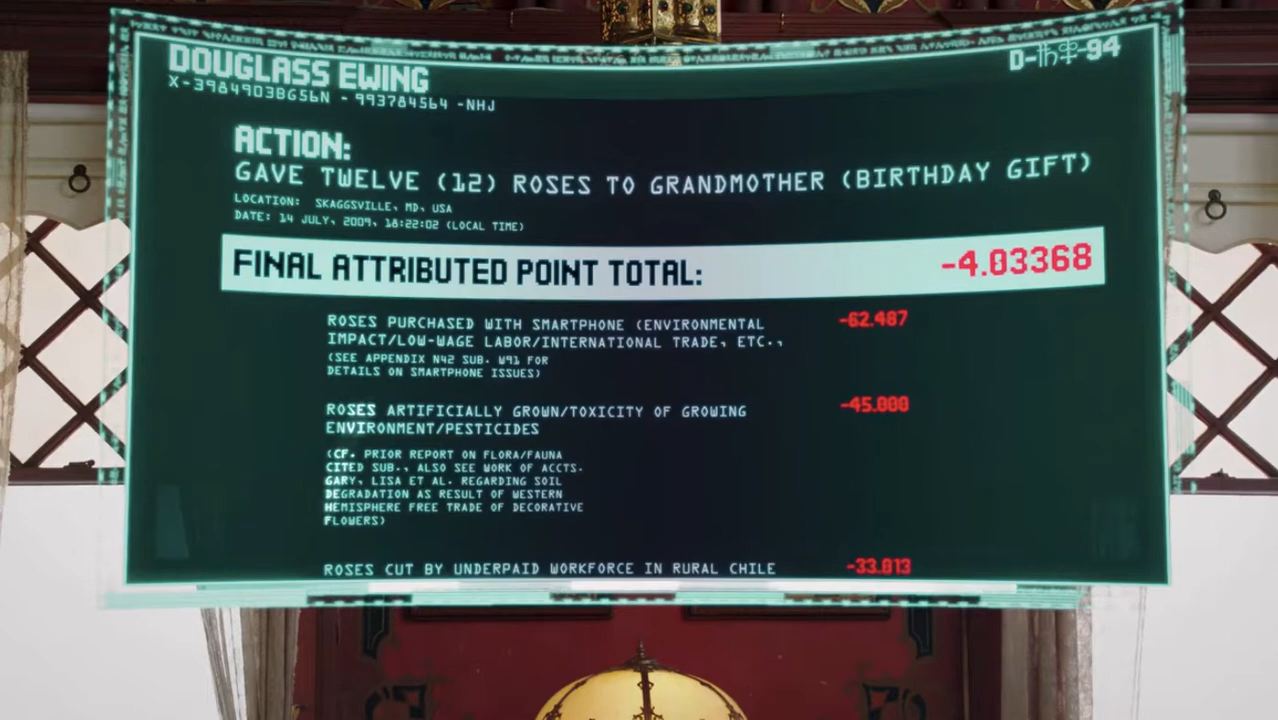 DOUGLASS EWING
X-3984903BG56N - 993784564 -NHJ
ACTION:
GAVE TWELVE (12) ROSES TO GRANDMOTHER (BIRTHDAY GIFT)
LOCATION: SKAGGSVILLE, MD, USA
DATE: 14 JULY, 2009, 18:22:02 (LOCAL TIME)
FINAL ATTRIBUTED POINT TOTAL: -4.03368
ROSES PURCHASED WITH SMARTPHONE (ENVIRONMENTAL -62.487
IMPACT/LOW-WAGE LABOR/INTERNATIONAL TRADE, ETC.,
(SEE APPENDIX N42 SUB. W91 FOR
DETAILS ON SMARTPHONE ISSUES)
ROSES ARTIFICIALLY GROWN/TOXICITY OF GROWING -45.000
ENVIRONMENT/PESTICIDES
(CF. PRIOR REPORT ON FLORA/FAUNA
CITED SUB., ALSO SEE WORK OF ACCTS.
GARY, LISA ET AL. REGARDING SOIL
DEGRADATION AS RESULT OF WESTERN
HEMISPHERE FREE TRADE OF DECORATIVE
FLOWERS)
ROSES CUT BY UNDERPAID WORKFORCE IN RURAL CHILE -33.013